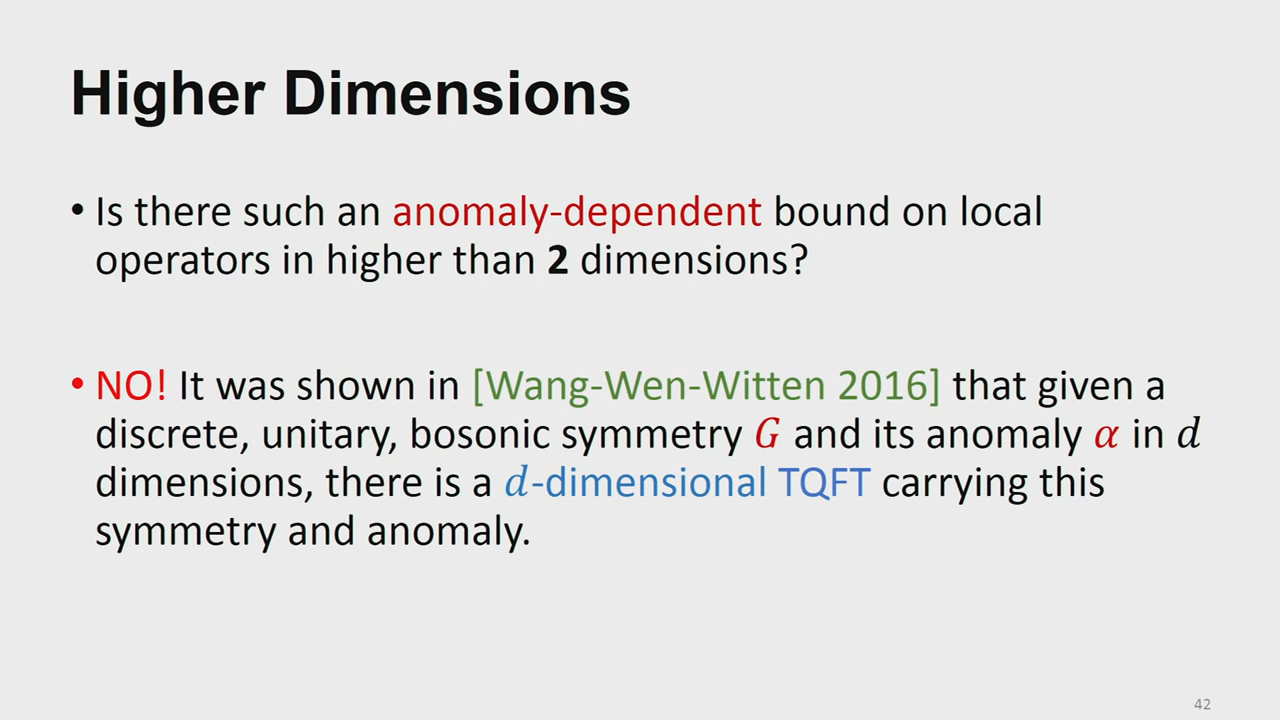 Higher Dimensions
• Is there such an anomaly-dependent bound on local
operators in higher than 2 dimensions?
• NO! It was shown in [Wang-Wen-Witten 2016] that given a
discrete, unitary, bosonic symmetry G and its anomaly α in d
dimensions, there is a d-dimensional TQFT carrying this
symmetry and anomaly.
42